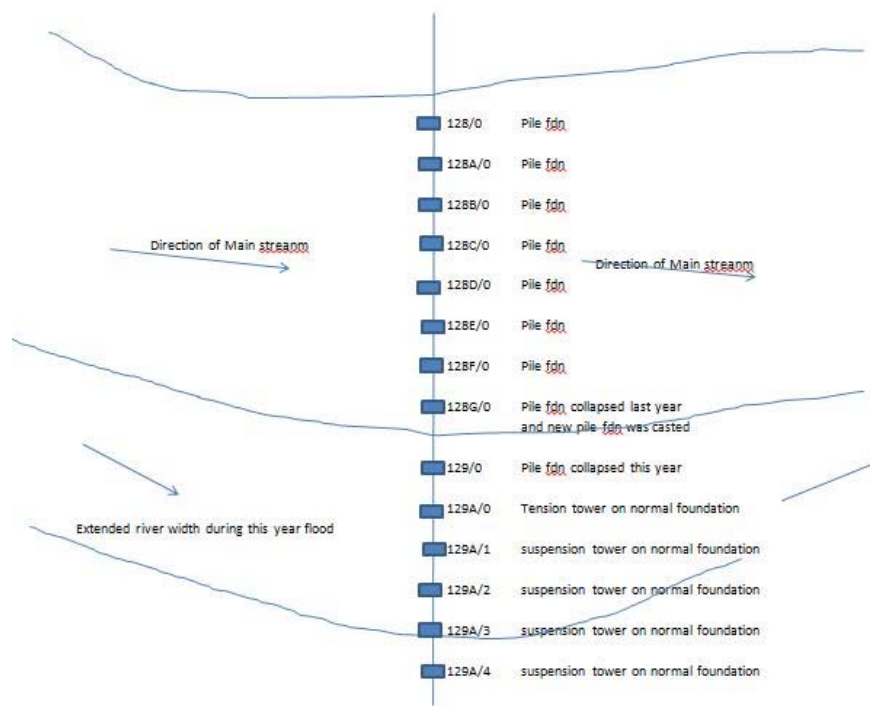 128/0 Pile fdn
128A/0 Pile fdn
128B/0 Pile fdn
Direction of Main streanm
128C/0 Pile fdn
Direction of Main streanm
128D/0 Pile fdn
128E/0 Pile fdn
128F/0 Pile fdn
128G/0 Pile fdn collapsed last year
and new pile fdn was casted
129/0 Pile fdn collapsed this year
129A/0 Tension tower on normal foundation
Extended river width during this year flood
129A/1 suspension tower on normal foundation
129A/2 suspension tower on normal foundation
129A/3 suspension tower on normal foundation
129A/4 suspension tower on normal foundation